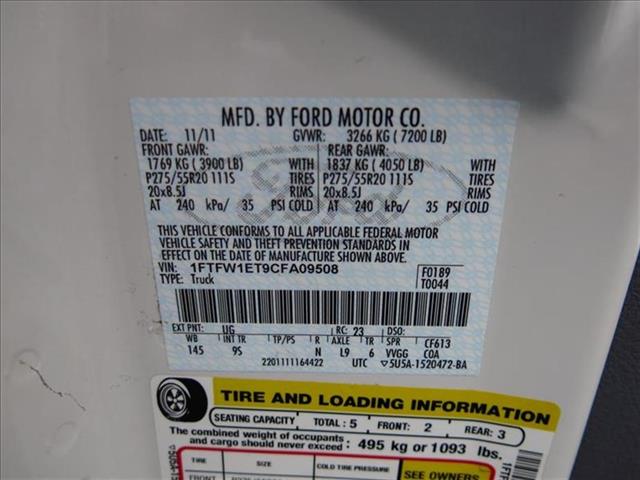 MFD. BY FORD MOTOR CO.
DATE: 11/11 GVWR: 3266 KG ( 7200 LB)
FRONT GAWR: REAR GAWR:
1769 KG ( 3900 LB) WITH 1837 KG ( 4050 LB) WITH
P275/55R20 111S TIRES P275/55R20 111S TIRES
20x8.5J RIMS 20x8.5J RIMS
AT 240 kPa/ 35 PSI COLD AT 240 kPa/ 35 PSI COLD
THIS VEHICLE CONFORMS TO ALL APPLICABLE FEDERAL MOTOR
VEHICLE SAFETY AND THEFT PREVENTION STANDARDS IN
EFFECT ON THE DATE OF MANUFACTURE SHOWN ABOVE.
VIN: 1FTFW1ET9CFA09508 F0189
TYPE: Truck T0044
EXT PNT: UG RC: 23 DSO:
WB INT TR TP/PS R AXLE TR SPR CF613
145 9S N L9 6 VVGG COA
2201111164422 UTC ▽5U5A-1520472-BA
TIRE AND LOADING INFORMATION
SEATING CAPACITY TOTAL : 5 FRONT: 2 REAR: 3
The combined weight of occupants
and cargo should never exceed: 495 kg or 1093 lbs.
TIRE SIZE COLD TIRE PRESSURE SEE OWNERS
FRONT